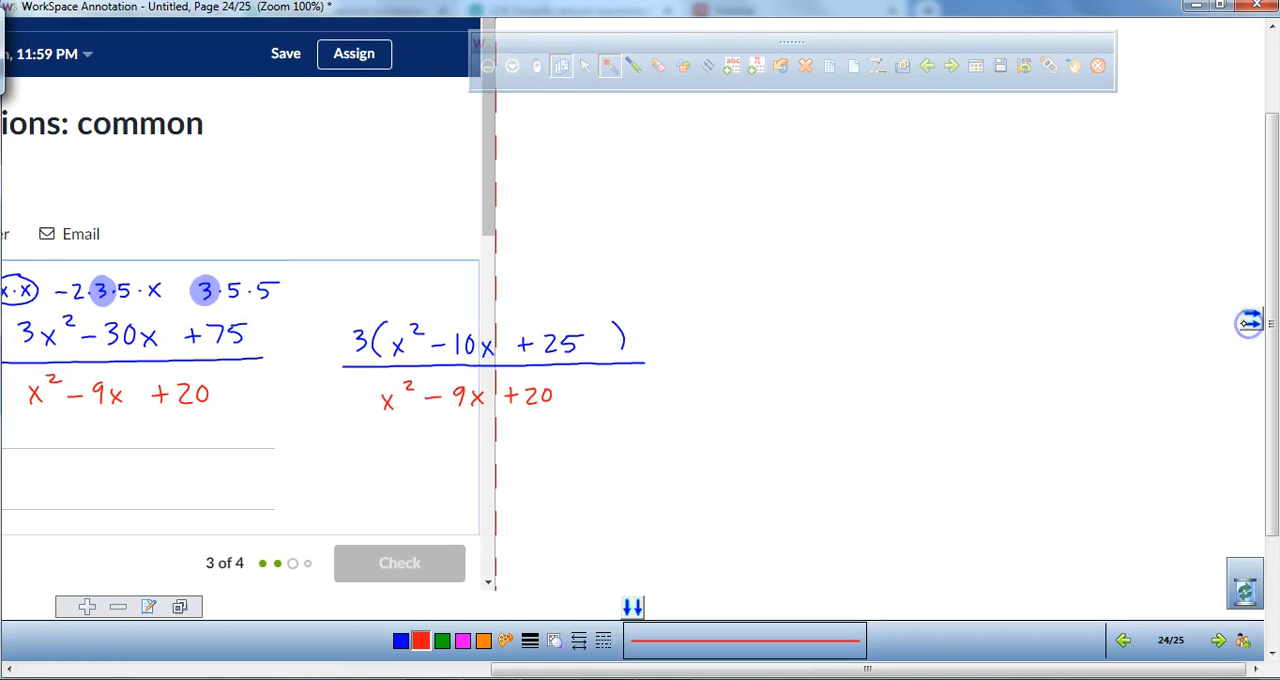 WorkSpace Annotation - Untitled, Page 24/25 (Zoom 100%) *
, 11:59 PM Save Assign
ions: common
r Email
x·x -2·3·5·x 3·5·5
3x² -30x +75
x² -9x +20
3(x² -10x +25 )
x² -9x +20
3 of 4 Check
24/25